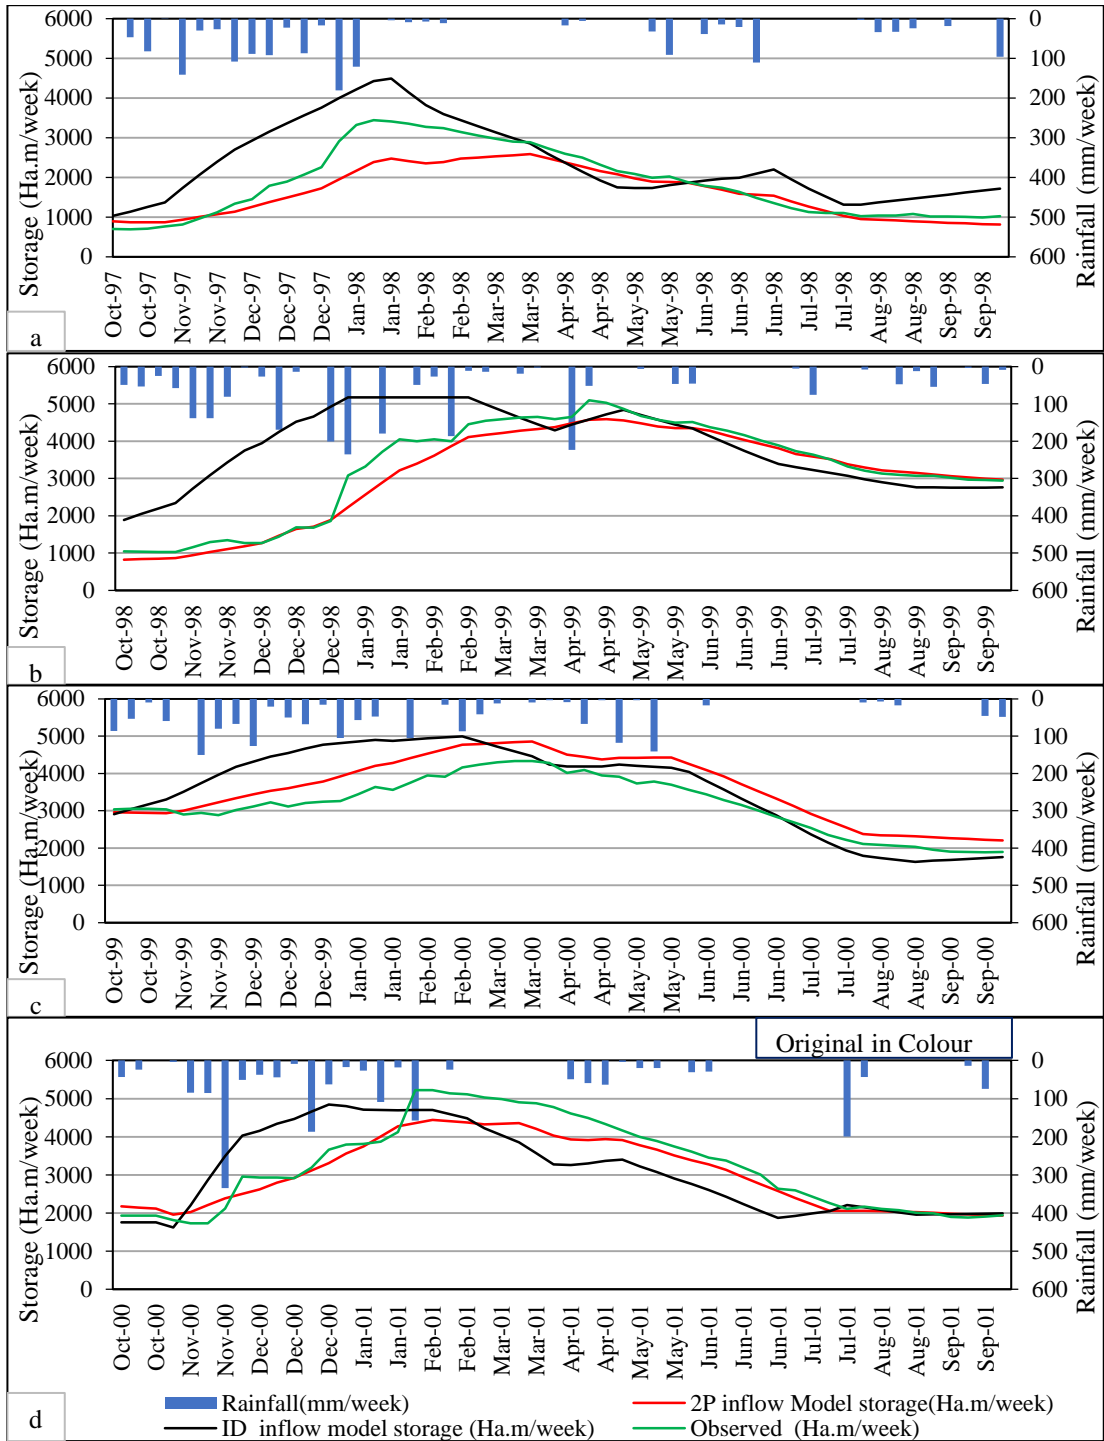 Storage (Ha.m/week)
6000
5000
4000
3000
2000
1000
0
0
100
200
300
400
500
600
Rainfall (mm/week)
Oct-97
Oct-97
Nov-97
Nov-97
Dec-97
Dec-97
Dec-97
Jan-98
Jan-98
Feb-98
Feb-98
Mar-98
Mar-98
Apr-98
Apr-98
May-98
May-98
Jun-98
Jun-98
Jun-98
Jul-98
Jul-98
Aug-98
Aug-98
Sep-98
Sep-98
a
Storage (Ha.m/week)
6000
5000
4000
3000
2000
1000
0
0
100
200
300
400
500
600
Rainfall (mm/week)
Oct-98
Oct-98
Nov-98
Nov-98
Dec-98
Dec-98
Dec-98
Jan-99
Jan-99
Feb-99
Feb-99
Mar-99
Mar-99
Apr-99
Apr-99
May-99
May-99
Jun-99
Jun-99
Jun-99
Jul-99
Jul-99
Aug-99
Aug-99
Sep-99
Sep-99
b
Storage (Ha.m/week)
6000
5000
4000
3000
2000
1000
0
0
100
200
300
400
500
600
Rainfall (mm/week)
Oct-99
Oct-99
Nov-99
Nov-99
Dec-99
Dec-99
Dec-99
Jan-00
Jan-00
Feb-00
Feb-00
Mar-00
Mar-00
Apr-00
Apr-00
May-00
May-00
Jun-00
Jun-00
Jun-00
Jul-00
Jul-00
Aug-00
Aug-00
Sep-00
Sep-00
c
Original in Colour
Storage (Ha.m/week)
6000
5000
4000
3000
2000
1000
0
0
100
200
300
400
500
600
Rainfall (mm/week)
Oct-00
Oct-00
Nov-00
Nov-00
Dec-00
Dec-00
Dec-00
Jan-01
Jan-01
Feb-01
Feb-01
Mar-01
Mar-01
Apr-01
Apr-01
May-01
May-01
Jun-01
Jun-01
Jun-01
Jul-01
Jul-01
Aug-01
Aug-01
Sep-01
Sep-01
d
Rainfall(mm/week)
2P inflow Model storage(Ha.m/week)
ID inflow model storage (Ha.m/week)
Observed (Ha.m/week)